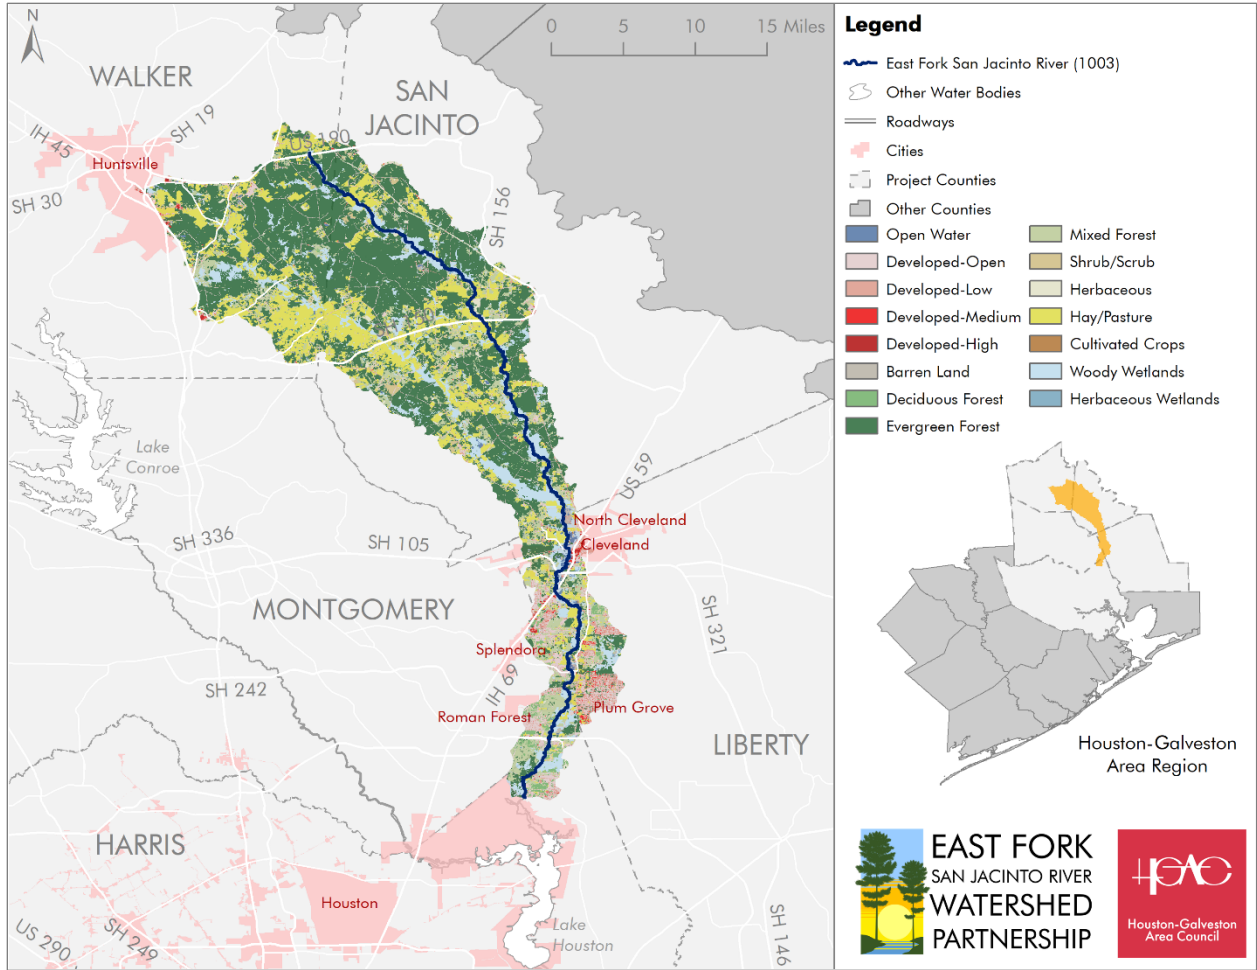 N
0 5 10 15 Miles
WALKER
SAN
JACINTO
IH 45
SH 19
US 190
Huntsville
SH 30
SH 156
Lake
Conroe
US 59
North Cleveland
Cleveland
SH 336
SH 105
MONTGOMERY
SH 321
Splendora
IH 69
SH 242
Roman Forest
Plum Grove
LIBERTY
HARRIS
Houston
Lake
Houston
US 290
SH 249
SH 146
Legend
East Fork San Jacinto River (1003)
Other Water Bodies
Roadways
Cities
Project Counties
Other Counties
Open Water
Developed-Open
Developed-Low
Developed-Medium
Developed-High
Barren Land
Deciduous Forest
Evergreen Forest
Mixed Forest
Shrub/Scrub
Herbaceous
Hay/Pasture
Cultivated Crops
Woody Wetlands
Herbaceous Wetlands
Houston-Galveston
Area Region
EAST FORK
SAN JACINTO RIVER
WATERSHED
PARTNERSHIP
HGAC
Houston-Galveston
Area Council